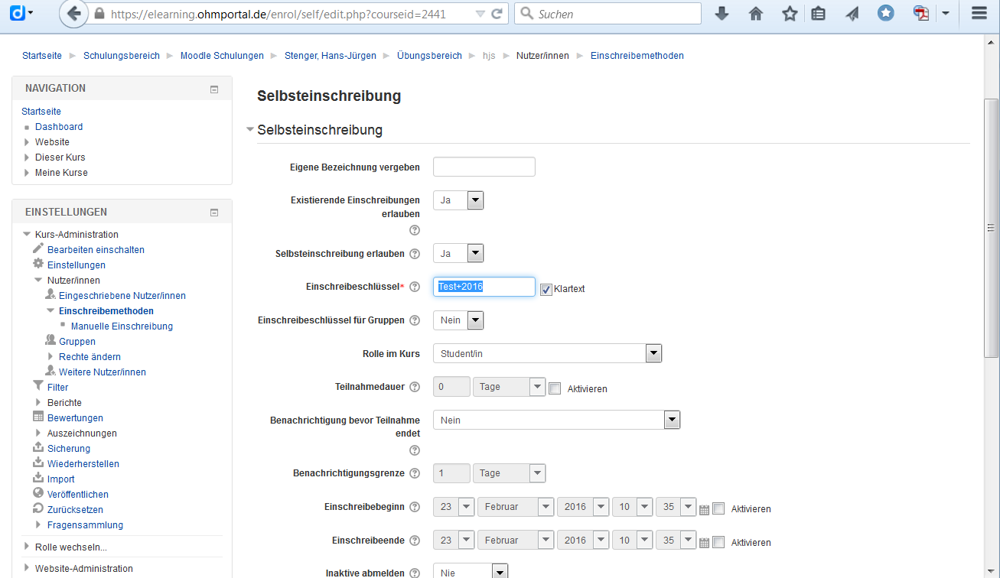 https://elearning.ohmportal.de/enrol/self/edit.php?courseid=2441
Suchen
Startseite Schulungsbereich Moodle Schulungen Stenger, Hans-Jürgen Übungsbereich hjs Nutzer/innen Einschreibemethoden
NAVIGATION
Startseite
Dashboard
Website
Dieser Kurs
Meine Kurse
EINSTELLUNGEN
Kurs-Administration
Bearbeiten einschalten
Einstellungen
Nutzer/innen
Eingeschriebene Nutzer/innen
Einschreibemethoden
Manuelle Einschreibung
Gruppen
Rechte ändern
Weitere Nutzer/innen
Filter
Berichte
Bewertungen
Auszeichnungen
Sicherung
Wiederherstellen
Import
Veröffentlichen
Zurücksetzen
Fragensammlung
Rolle wechseln...
Website-Administration
Selbsteinschreibung
Selbsteinschreibung
Eigene Bezeichnung vergeben
Existierende Einschreibungen
erlauben
Ja
Selbsteinschreibung erlauben Ja
Einschreibeschlüssel* Test+2016 Klartext
Einschreibeschlüssel für Gruppen Nein
Rolle im Kurs Student/in
Teilnahmedauer 0 Tage Aktivieren
Benachrichtigung bevor Teilnahme
endet
Nein
Benachrichtigungsgrenze 1 Tage
Einschreibebeginn 23 Februar 2016 10 35 Aktivieren
Einschreibeende 23 Februar 2016 10 35 Aktivieren
Inaktive abmelden Nie